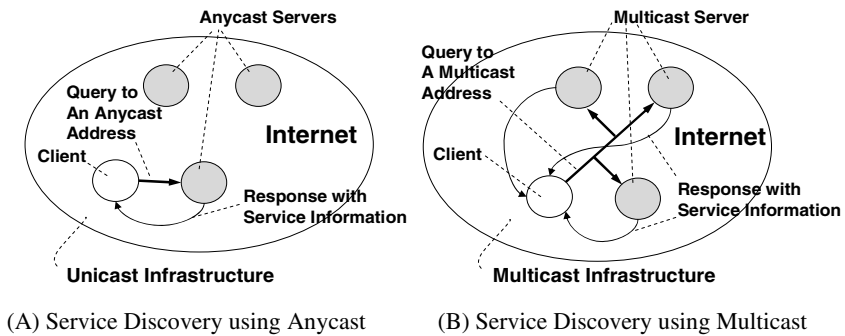 Anycast Servers
Query to
An Anycast
Address
Internet
Client
Response with
Service Information
Unicast Infrastructure
(A) Service Discovery using Anycast
Multicast Server
Query to
A Multicast
Address
Internet
Client
Response with
Service Information
Multicast Infrastructure
(B) Service Discovery using Multicast